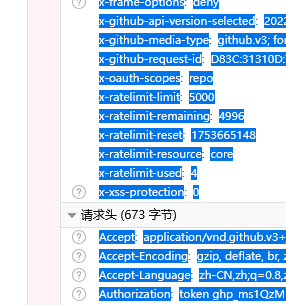 x-frame-options: deny
x-github-api-version-selected: 2022
x-github-media-type: github.v3; for
x-github-request-id: D83C:31310D:
x-oauth-scopes: repo
x-ratelimit-limit: 5000
x-ratelimit-remaining: 4996
x-ratelimit-reset: 1753665148
x-ratelimit-resource: core
x-ratelimit-used: 4
x-xss-protection: 0
请求头 (673 字节)
Accept: application/vnd.github.v3+
Accept-Encoding: gzip, deflate, br, z
Accept-Language: zh-CN,zh;q=0.8,z
Authorization: token ghp_ms1QzM